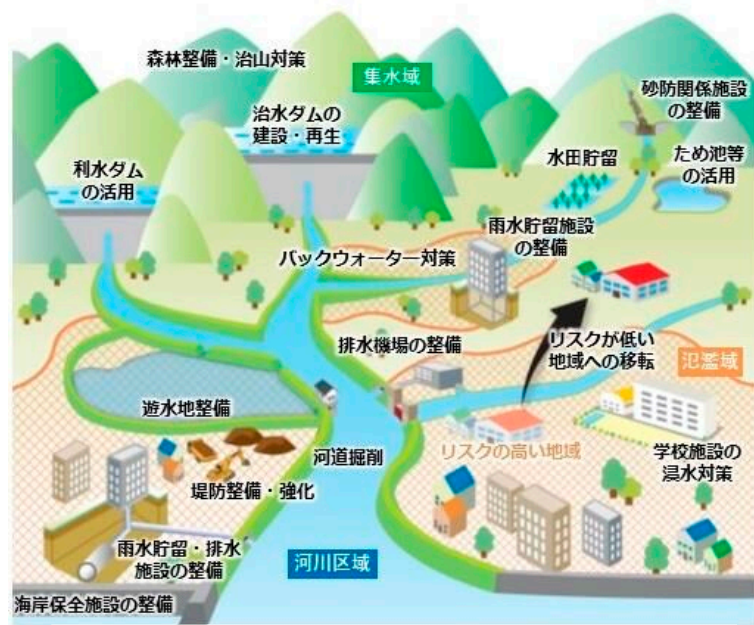 森林整備・治山対策
集水域
砂防関係施設
の整備
治水ダムの
建設・再生
水田貯留
ため池等
の活用
利水ダム
の活用
雨水貯留施設
の整備
バックウォーター対策
排水機場の整備
リスクが低い
地域への移転
氾濫域
遊水地整備
リスクの高い地域
学校施設の
浸水対策
河道掘削
堤防整備・強化
雨水貯留・排水
施設の整備
河川区域
海岸保全施設の整備